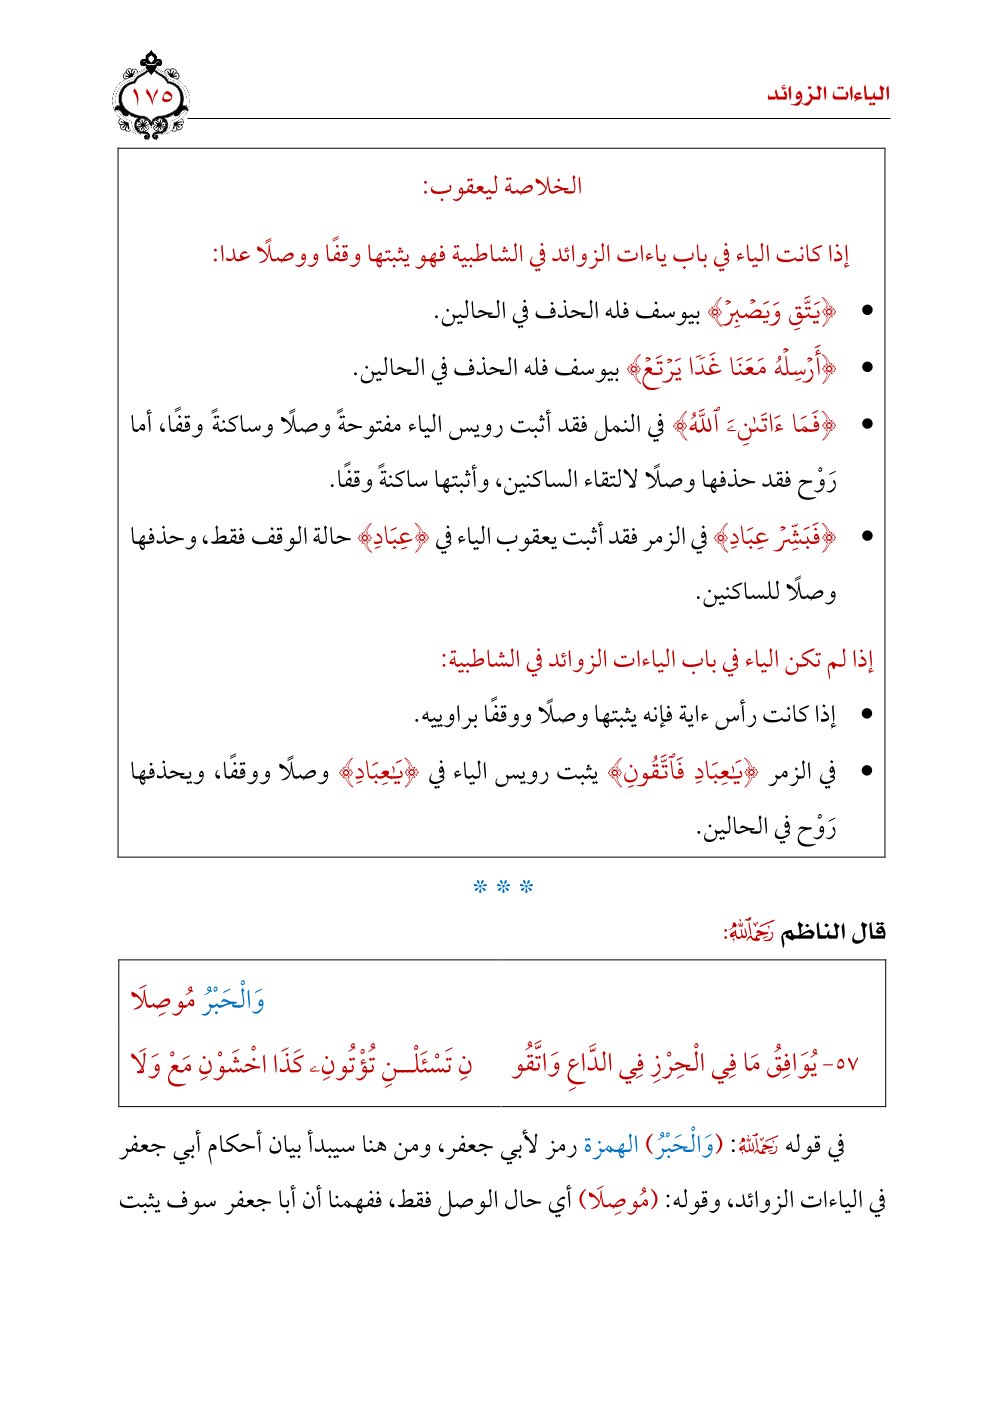 الياءات الزوائد
١٧٥
الخلاصة ليعقوب:
إذا كانت الياء في باب ياءات الزوائد في الشاطبية فهو يثبتها وقفًا ووصلًا عدا:
• ﴿يَتَّقِ وَيَصۡبِرۡ﴾ بيوسف فله الحذف في الحالين.
• ﴿أَرۡسِلۡهُ مَعَنَا غَدٗا يَرۡتَعۡ﴾ بيوسف فله الحذف في الحالين.
• ﴿فَمَا ءَاتَىٰنِۦَ ٱللَّهُ﴾ في النمل فقد أثبت رويس الياء مفتوحةً وصلًا وساكنةً وقفًا، أما
رَوْح فقد حذفها وصلًا لالتقاء الساكنين، وأثبتها ساكنةً وقفًا.
• ﴿فَبَشِّرۡ عِبَادِ﴾ في الزمر فقد أثبت يعقوب الياء في ﴿عِبَادِ﴾ حالة الوقف فقط، وحذفها
وصلًا للساكنين.
إذا لم تكن الياء في باب الياءات الزوائد في الشاطبية:
• إذا كانت رأس ءاية فإنه يثبتها وصلًا ووقفًا براوييه.
• في الزمر ﴿يَٰعِبَادِ فَٱتَّقُونِ﴾ يثبت رويس الياء في ﴿يَٰعِبَادِ﴾ وصلًا ووقفًا، ويحذفها
رَوْح في الحالين.
* * *
قال الناظم رَحِمَهُ ٱللَّهُ:
وَالْحَبْرُ مُوصِلَا
٥٧- يُوَافِقُ مَا فِي الْحِرْزِ فِي الدَّاعِ وَاتَّقُو نِ تَسْئَلْـــنِ تُؤْتُونِۦ كَذَا اخْشَوْنِ مَعْ وَلَا
في قوله رَحِمَهُ ٱللَّهُ: (وَالْحَبْرُ) الهمزة رمز لأبي جعفر، ومن هنا سيبدأ بيان أحكام أبي جعفر
في الياءات الزوائد، وقوله: (مُوصِلَا) أي حال الوصل فقط، ففهمنا أن أبا جعفر سوف يثبت